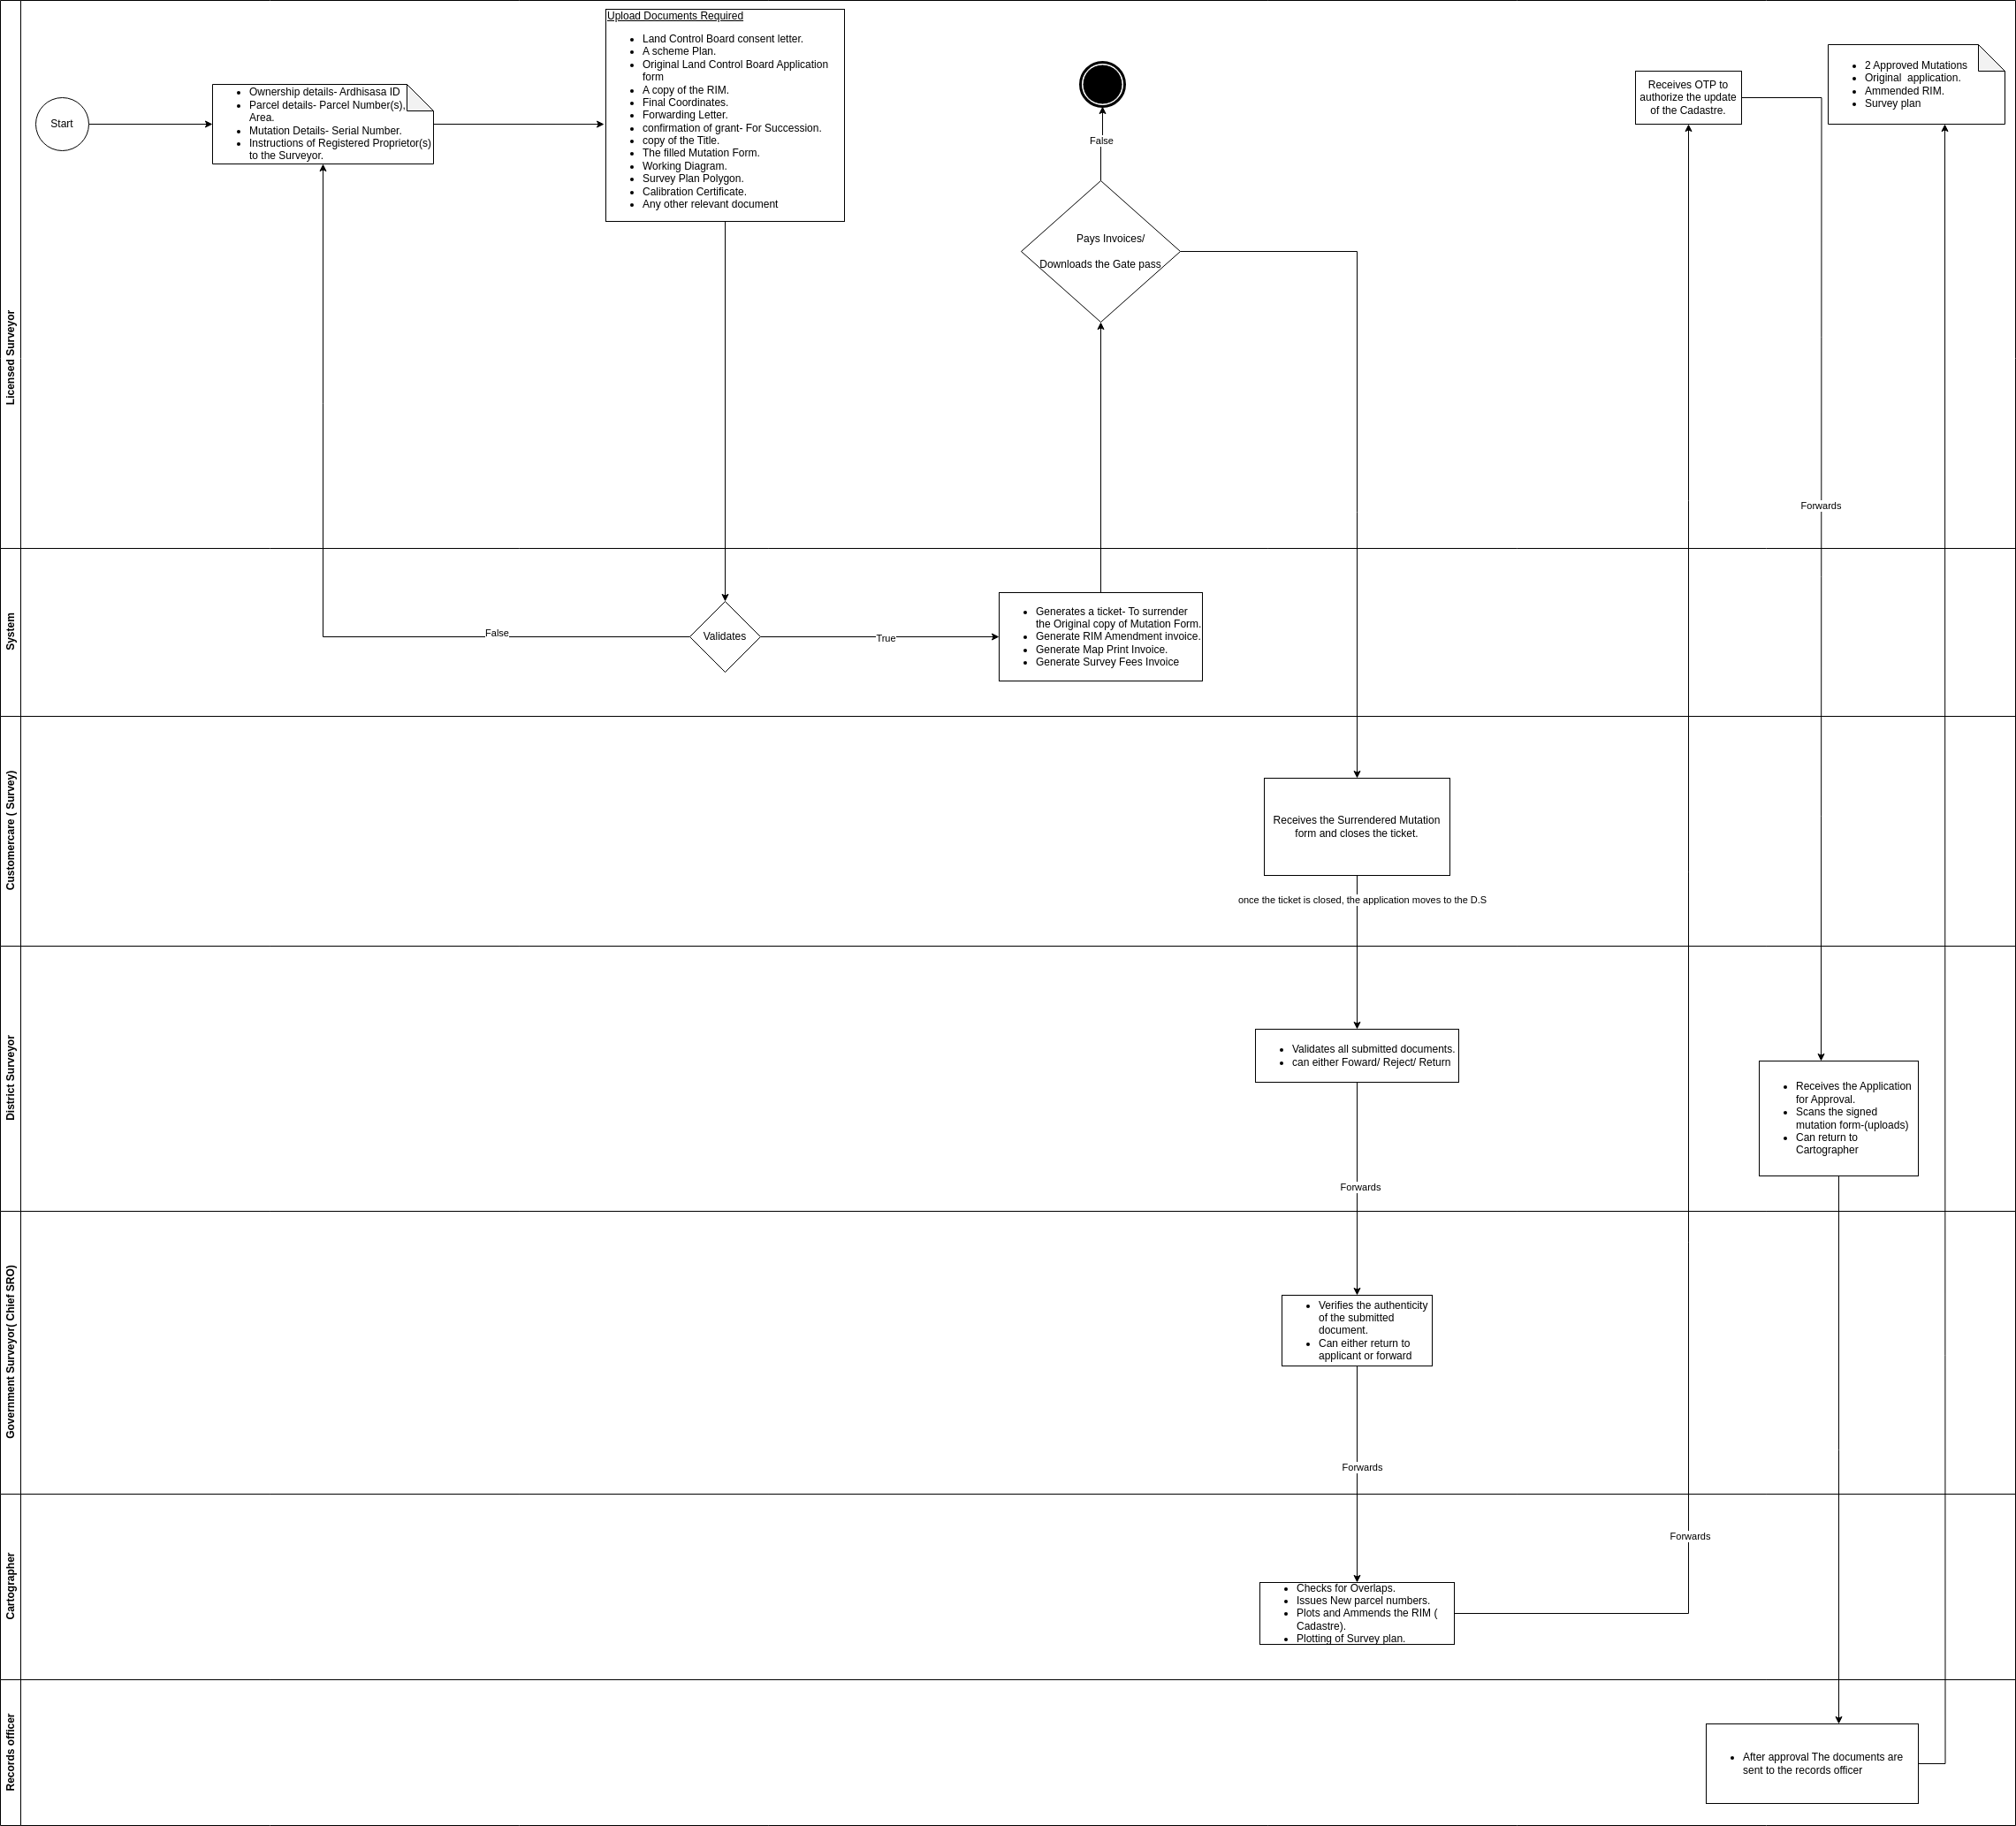 Licensed Surveyor
Start
Ownership details- Ardhisasa ID
Parcel details- Parcel Number(s),
Area.
Mutation Details- Serial Number.
Instructions of Registered Proprietor(s)
to the Surveyor.
Upload Documents Required
Land Control Board consent letter.
A scheme Plan.
Original Land Control Board Application
form
A copy of the RIM.
Final Coordinates.
Forwarding Letter.
confirmation of grant- For Succession.
copy of the Title.
The filled Mutation Form.
Working Diagram.
Survey Plan Polygon.
Calibration Certificate.
Any other relevant document
False
Pays Invoices/
Downloads the Gate pass
Receives OTP to
authorize the update
of the Cadastre.
2 Approved Mutations
Original  application.
Ammended RIM.
Survey plan
Forwards
System
False
Validates
True
Generates a ticket- To surrender
the Original copy of Mutation Form.
Generate RIM Amendment invoice.
Generate Map Print Invoice.
Generate Survey Fees Invoice
Customercare ( Survey)
Receives the Surrendered Mutation
form and closes the ticket.
once the ticket is closed, the application moves to the D.S
District Surveyor
Validates all submitted documents.
can either Foward/ Reject/ Return
Receives the Application
for Approval.
Scans the signed
mutation form-(uploads)
Can return to
Cartographer
Forwards
Government Surveyor( Chief SRO)
Verifies the authenticity
of the submitted
document.
Can either return to
applicant or forward
Forwards
Cartographer
Forwards
Checks for Overlaps.
Issues New parcel numbers.
Plots and Ammends the RIM (
Cadastre).
Plotting of Survey plan.
Records officer
After approval The documents are
sent to the records officer